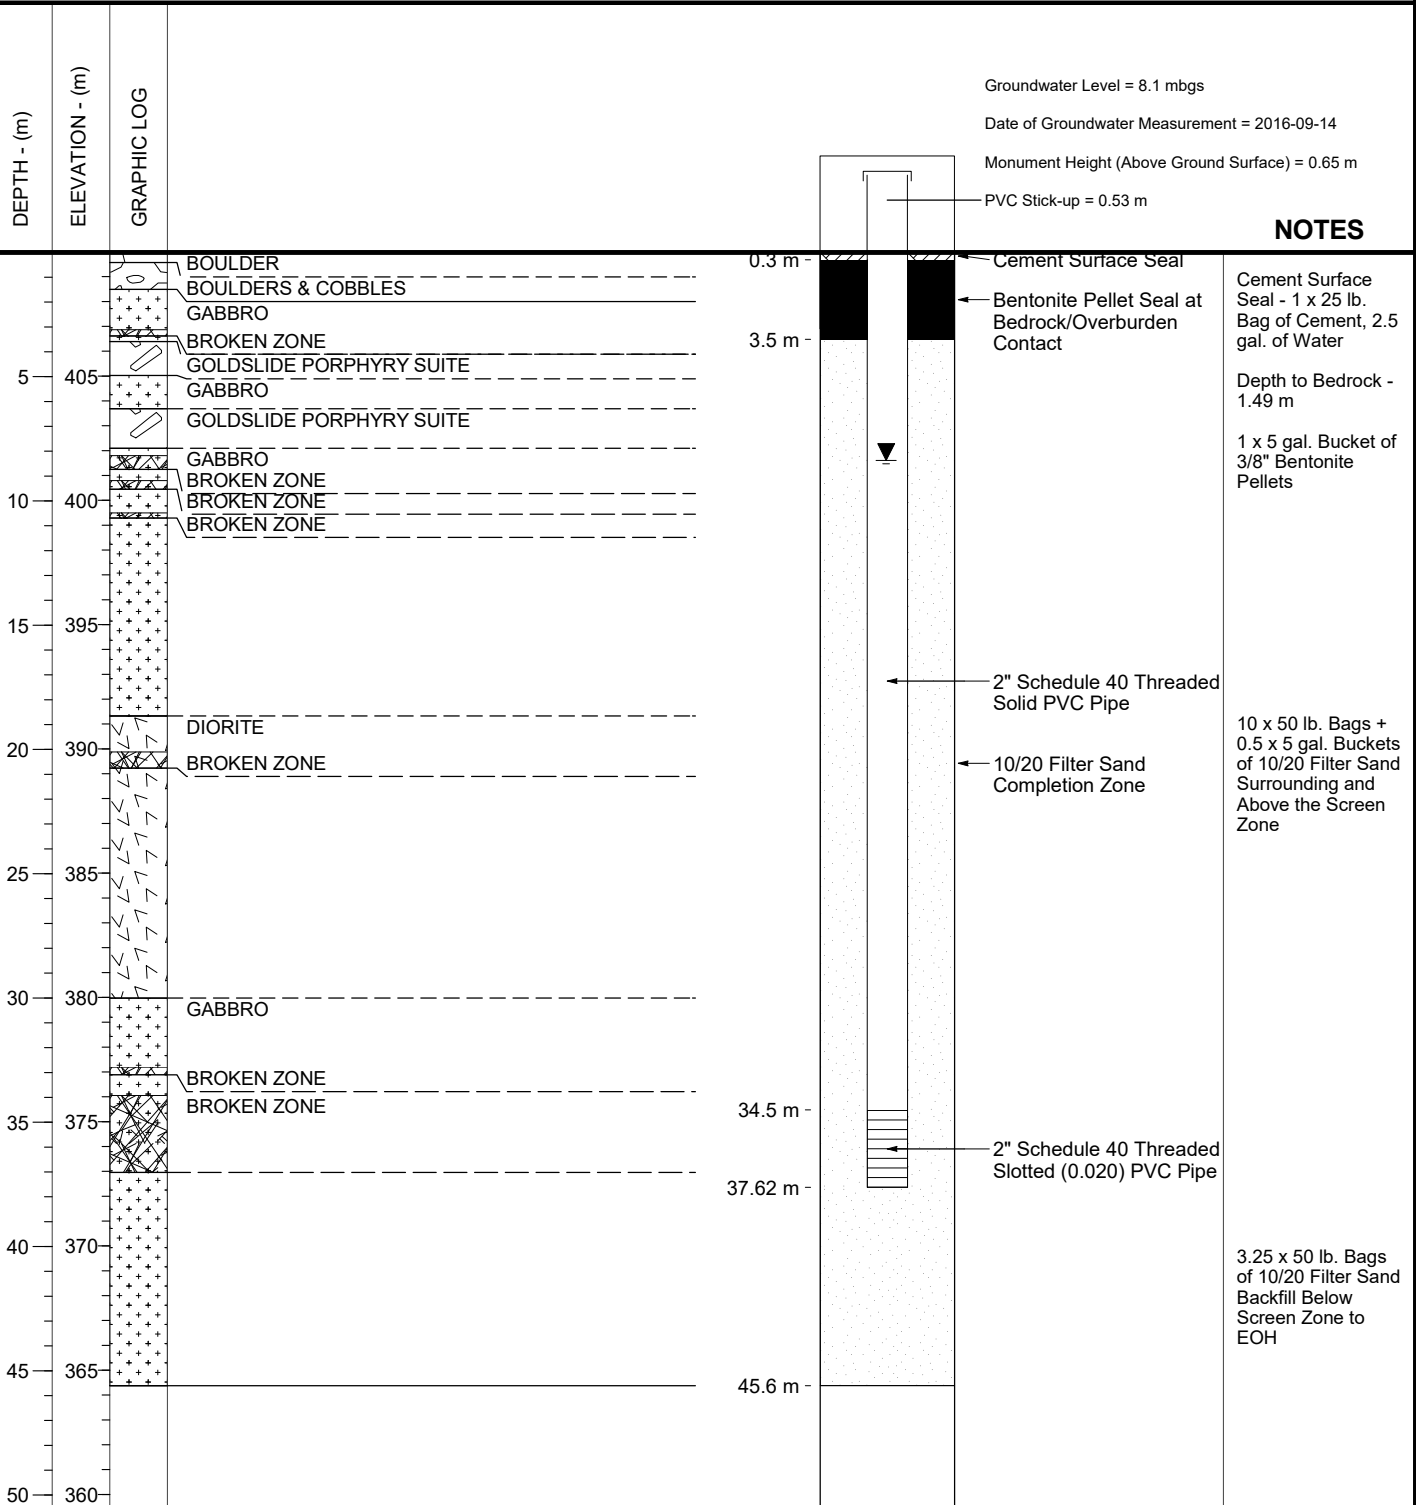 DEPTH - (m)
ELEVATION - (m)
GRAPHIC LOG
Groundwater Level = 8.1 mbgs
Date of Groundwater Measurement = 2016-09-14
Monument Height (Above Ground Surface) = 0.65 m
PVC Stick-up = 0.53 m
NOTES
5
10
15
20
25
30
35
40
45
50
405
400
395
390
385
380
375
370
365
360
BOULDER
BOULDERS & COBBLES
GABBRO
BROKEN ZONE
GOLDSLIDE PORPHYRY SUITE
GABBRO
GOLDSLIDE PORPHYRY SUITE
GABBRO
BROKEN ZONE
BROKEN ZONE
BROKEN ZONE
DIORITE
BROKEN ZONE
GABBRO
BROKEN ZONE
BROKEN ZONE
0.3 m
3.5 m
34.5 m
37.62 m
45.6 m
Cement Surface Seal
Bentonite Pellet Seal at
Bedrock/Overburden
Contact
2" Schedule 40 Threaded
Solid PVC Pipe
10/20 Filter Sand
Completion Zone
2" Schedule 40 Threaded
Slotted (0.020) PVC Pipe
Cement Surface
Seal - 1 x 25 lb.
Bag of Cement, 2.5
gal. of Water
Depth to Bedrock -
1.49 m
1 x 5 gal. Bucket of
3/8" Bentonite
Pellets
10 x 50 lb. Bags +
0.5 x 5 gal. Buckets
of 10/20 Filter Sand
Surrounding and
Above the Screen
Zone
3.25 x 50 lb. Bags
of 10/20 Filter Sand
Backfill Below
Screen Zone to
EOH